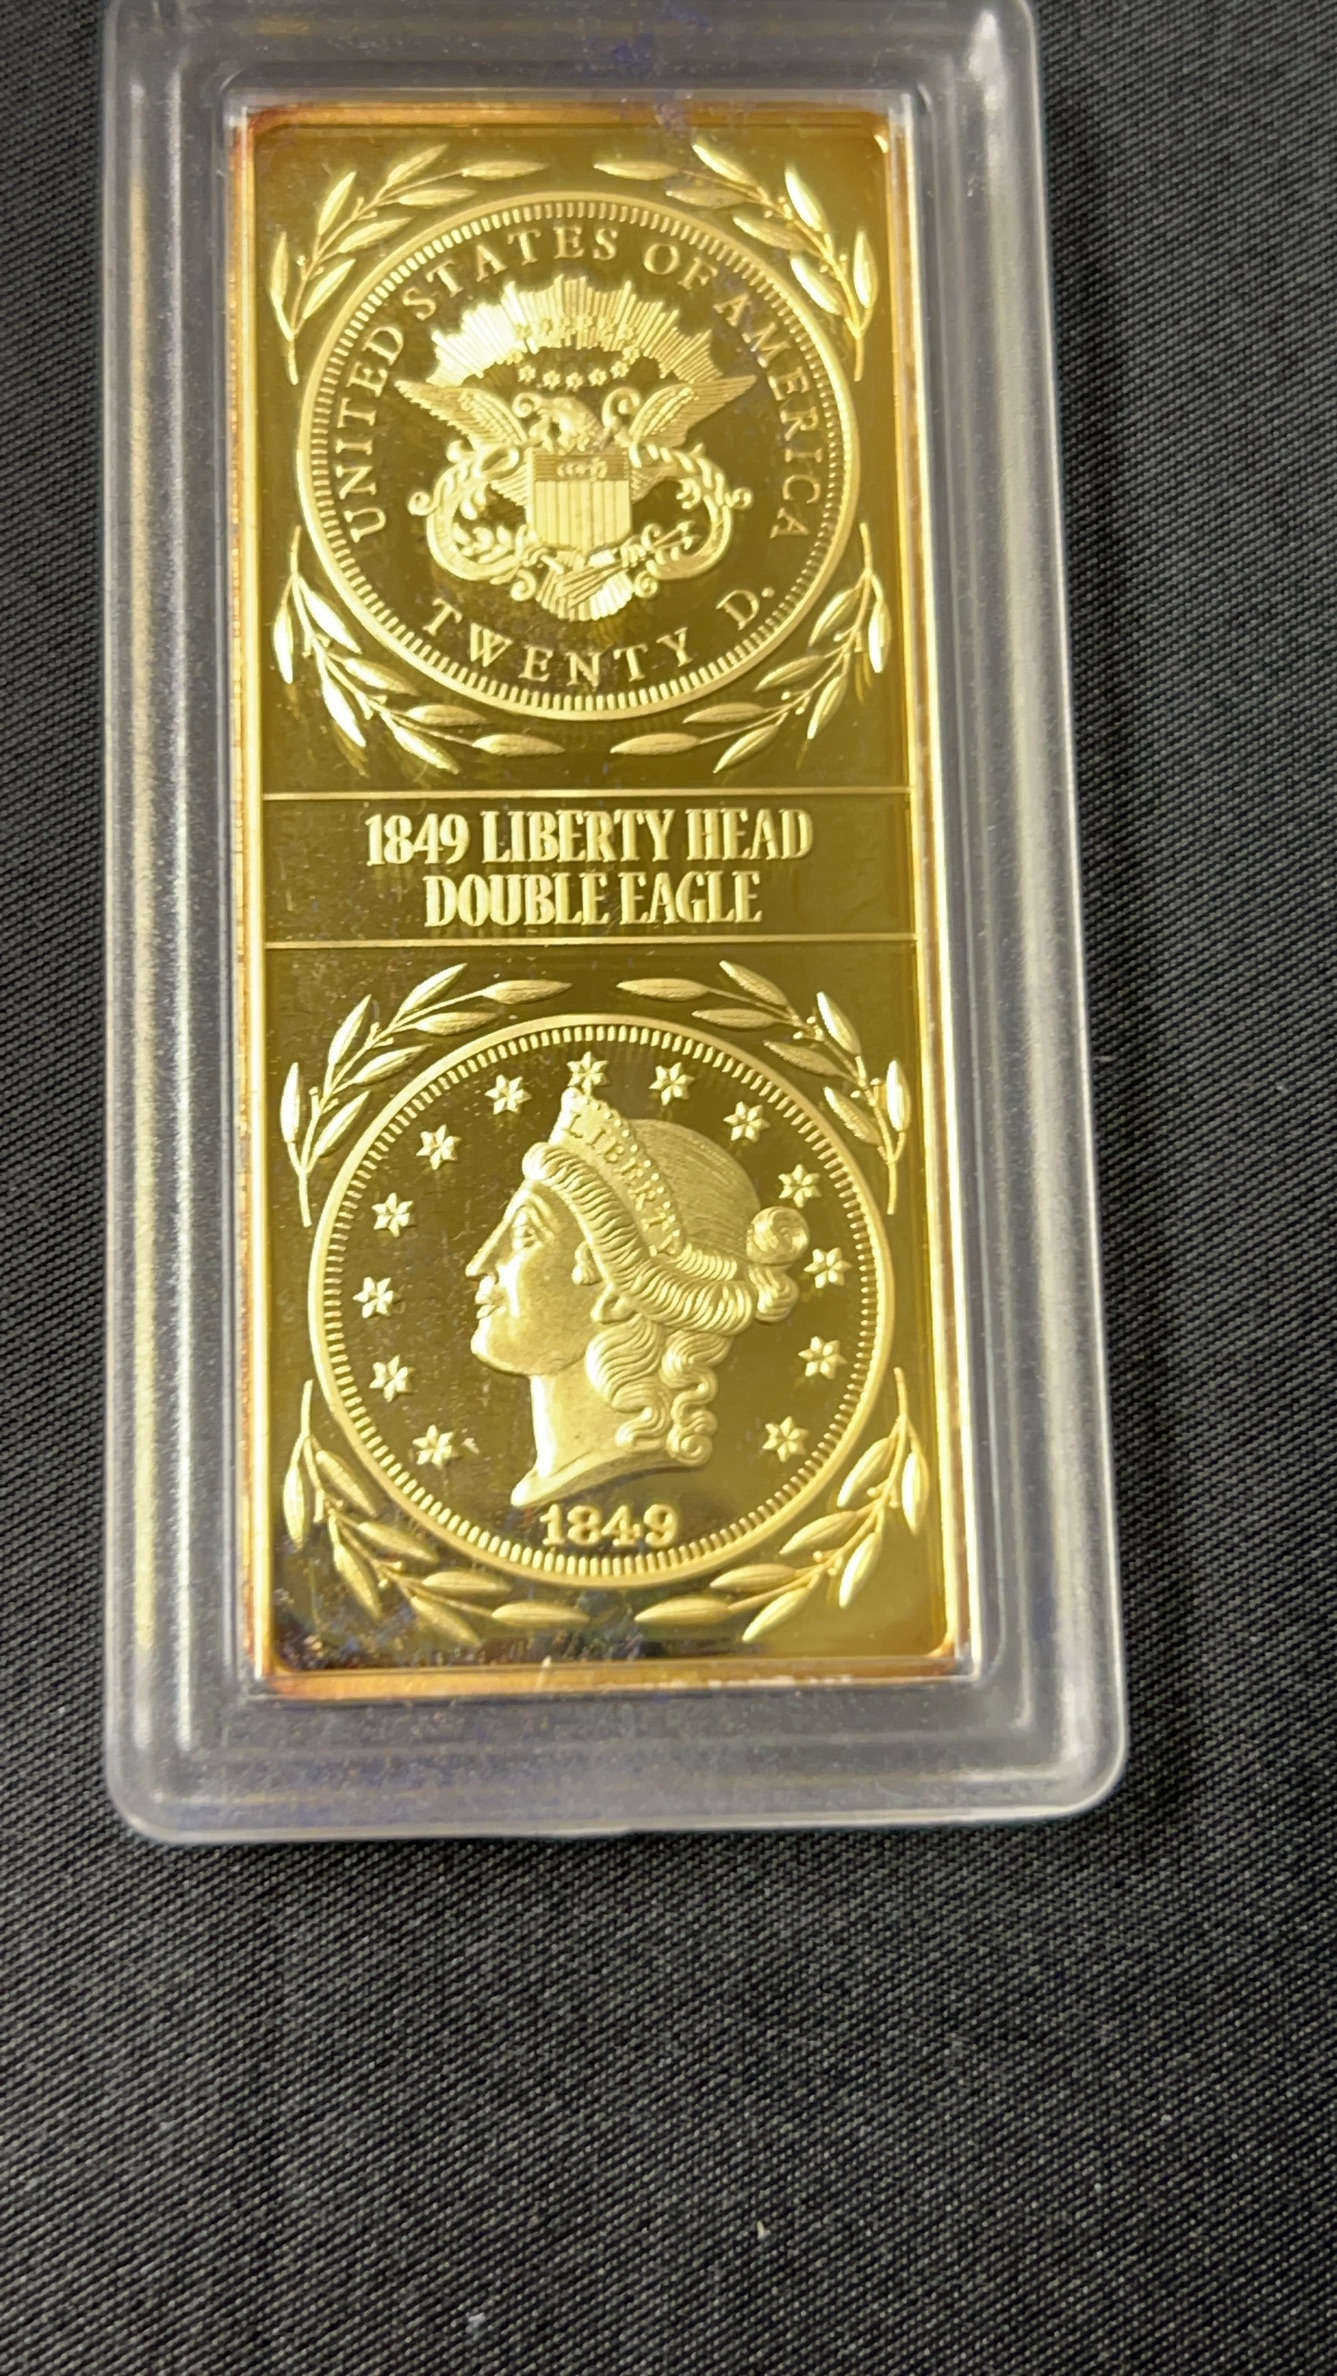 UNITED STATES OF AMERICA
TWENTY D.
1849 LIBERTY HEAD
DOUBLE EAGLE
LIBERTY
1849